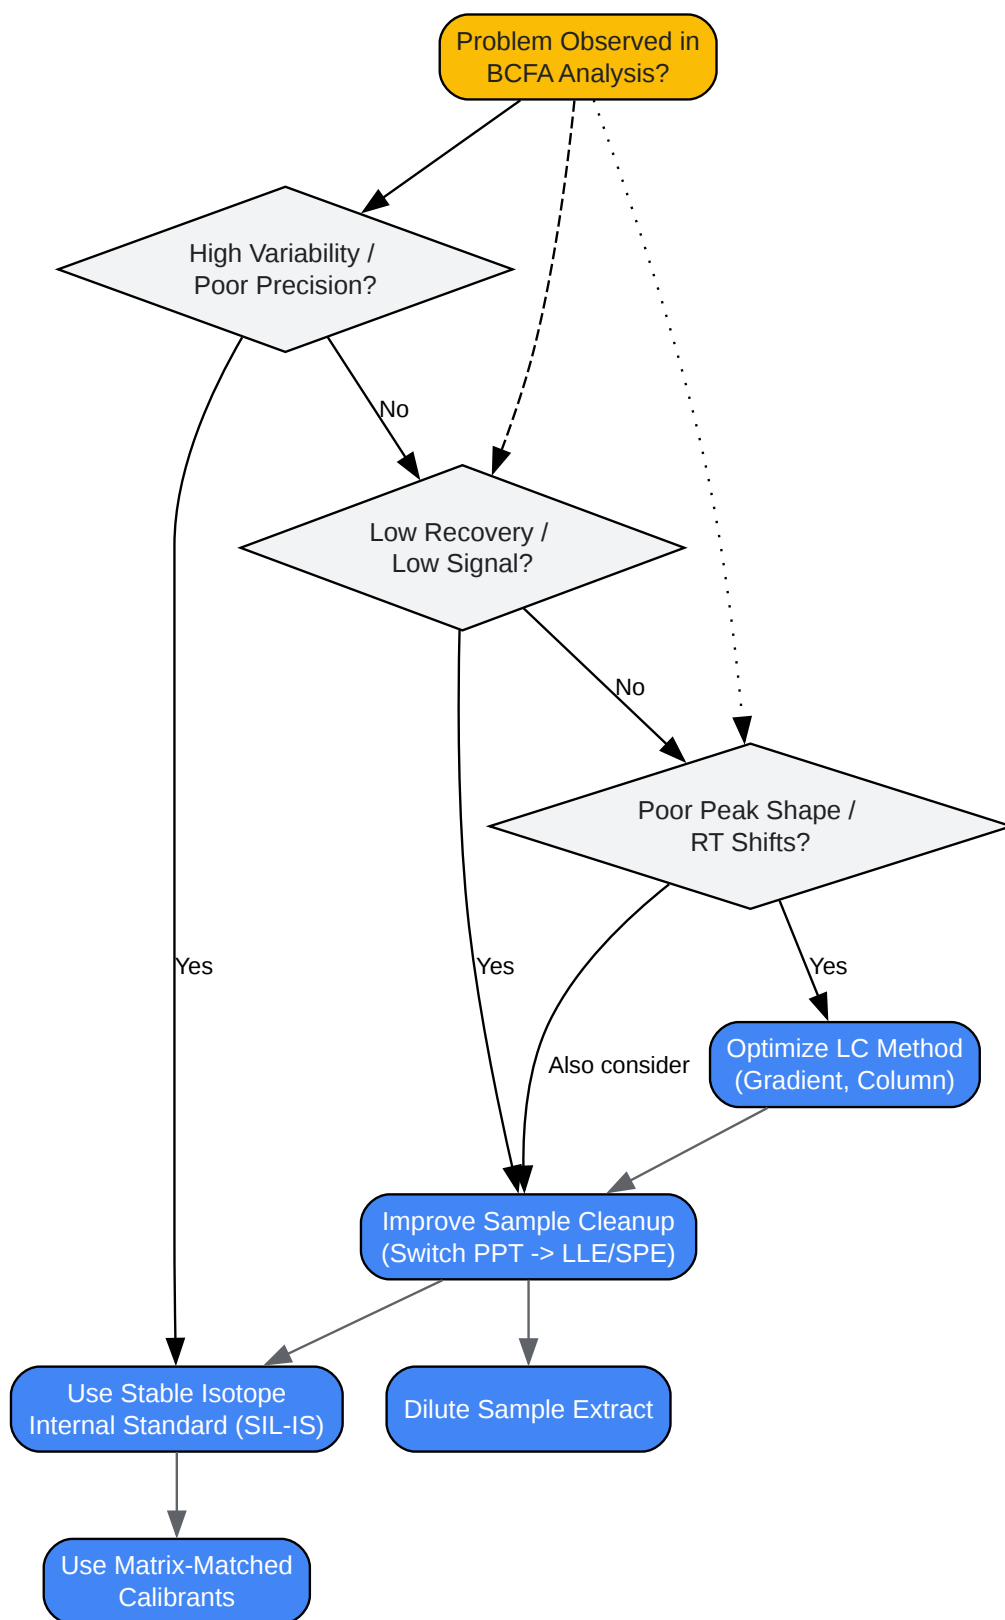 Problem Observed in
BCFA Analysis?
High Variability /
Poor Precision?
No
Low Recovery /
Low Signal?
No
Poor Peak Shape /
RT Shifts?
Yes
Yes
Yes
Optimize LC Method
(Gradient, Column)
Also consider
Improve Sample Cleanup
(Switch PPT -> LLE/SPE)
Use Stable Isotope
Internal Standard (SIL-IS)
Dilute Sample Extract
Use Matrix-Matched
Calibrants